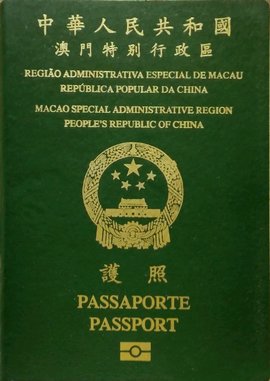 中華人民共和國
澳門特別行政區
REGIÃO ADMINISTRATIVA ESPECIAL DE MACAU
REPÚBLICA POPULAR DA CHINA
MACAO SPECIAL ADMINISTRATIVE REGION
PEOPLE'S REPUBLIC OF CHINA
護照
PASSAPORTE
PASSPORT